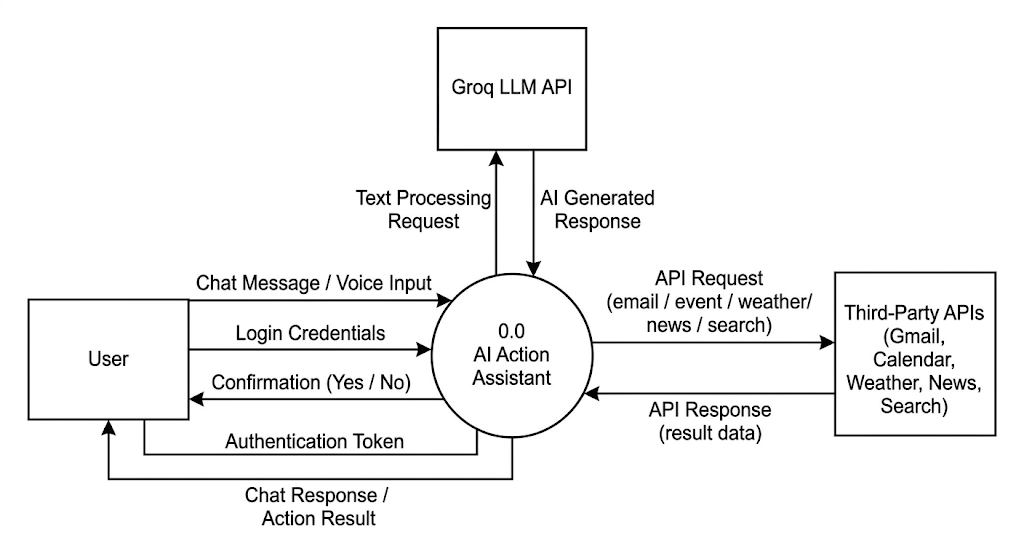 Groq LLM API
Text Processing
Request
AI Generated
Response
Chat Message / Voice Input
Login Credentials
Confirmation (Yes / No)
Authentication Token
Chat Response /
Action Result
User
0.0
AI Action
Assistant
API Request
(email / event / weather/
news / search)
API Response
(result data)
Third-Party APIs
(Gmail,
Calendar,
Weather, News,
Search)